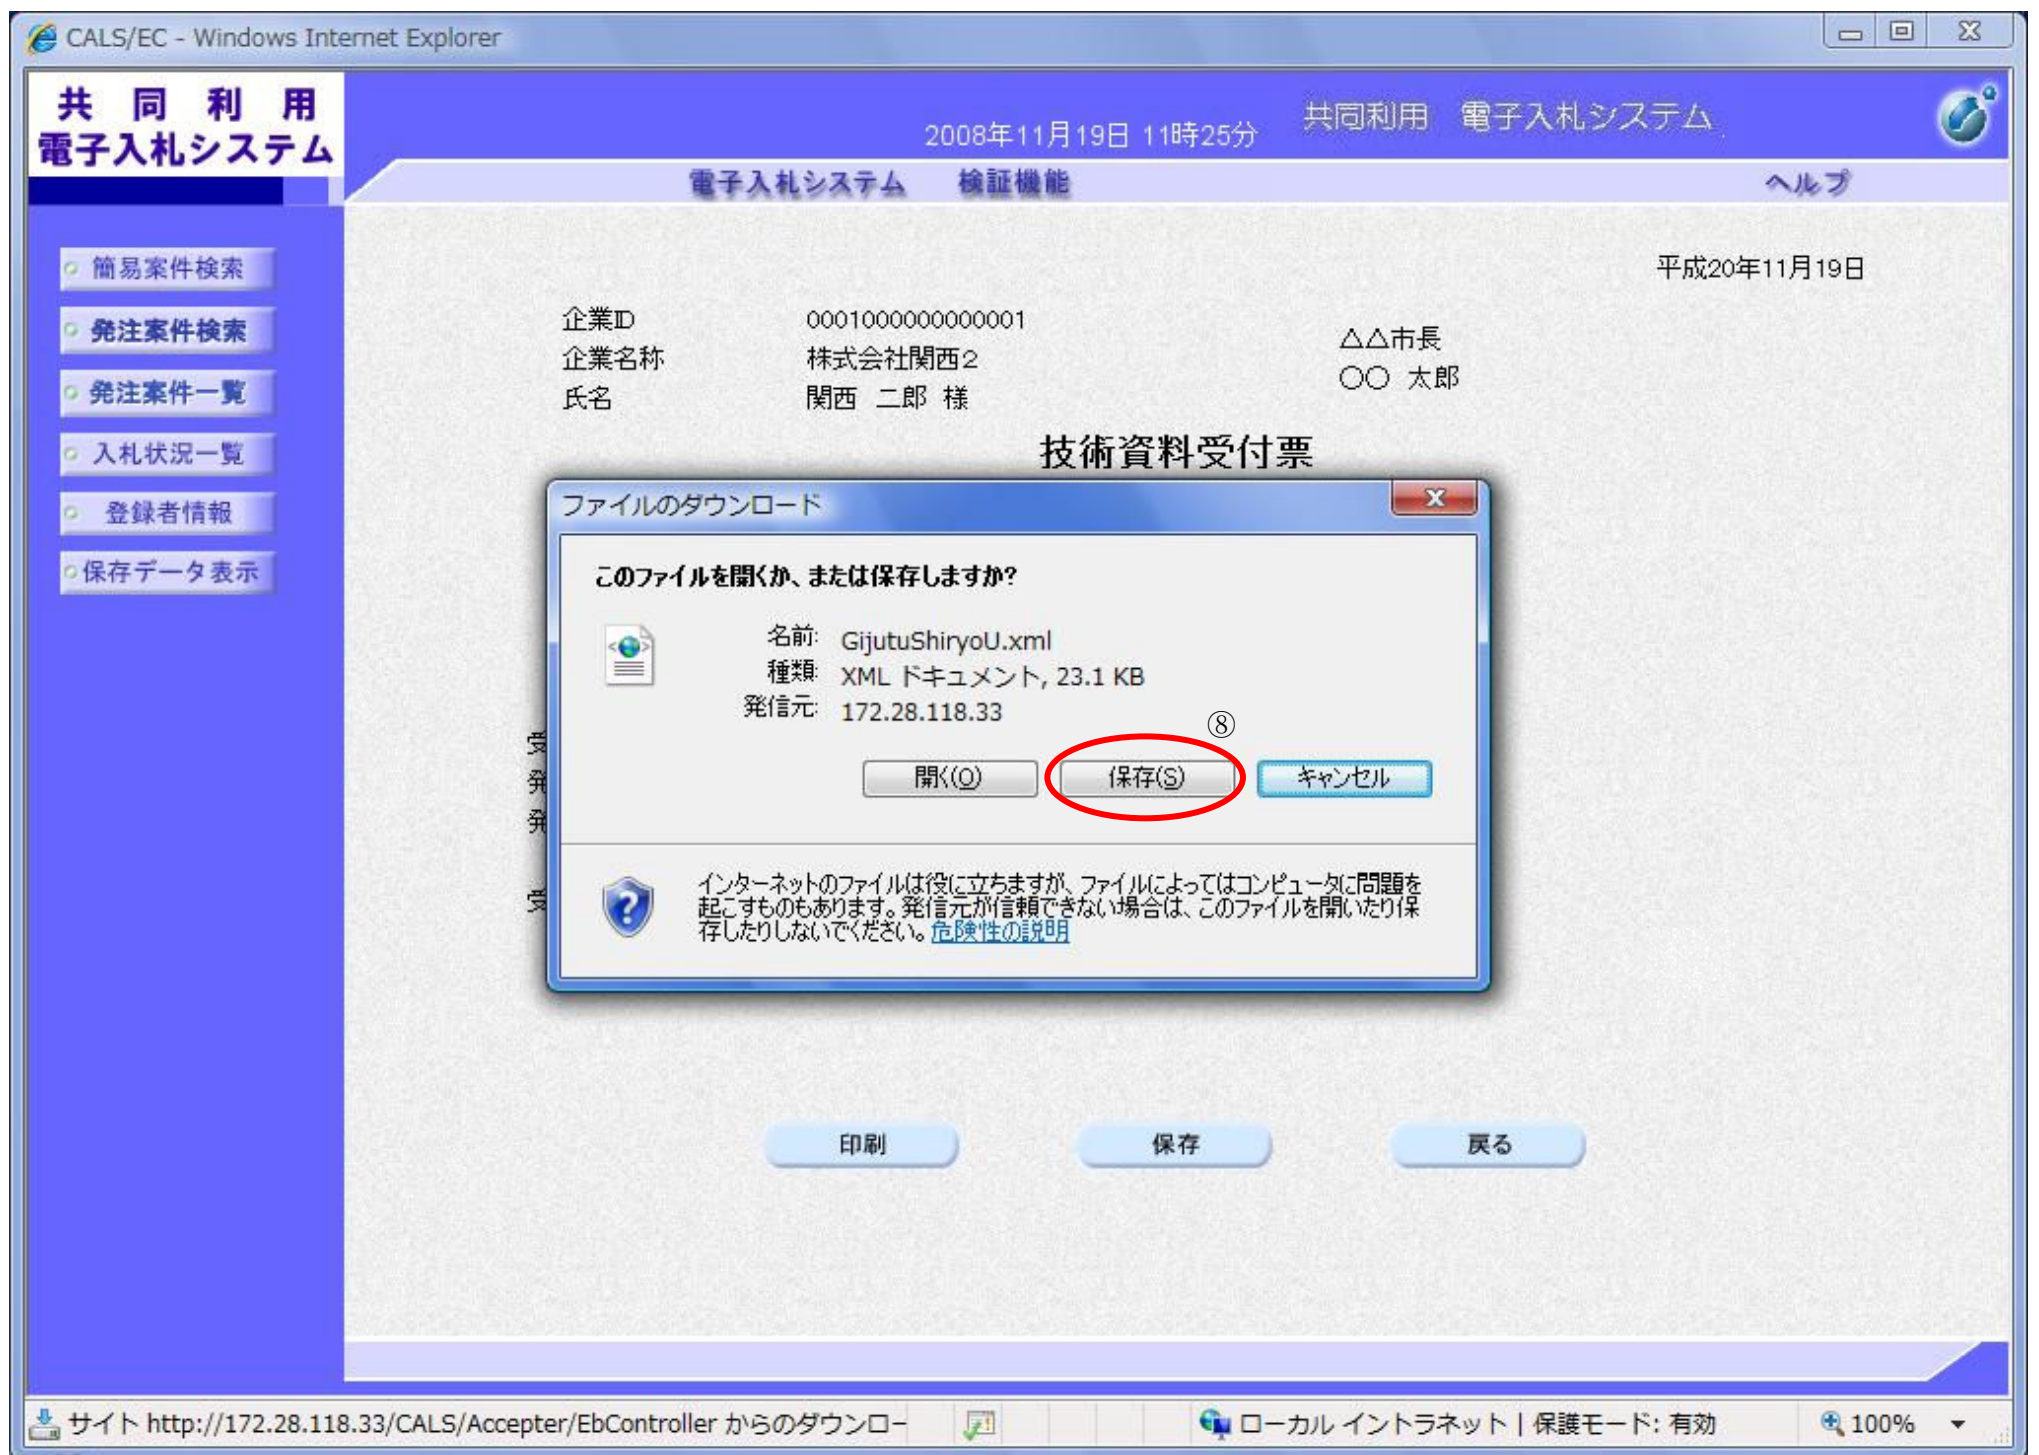 CALS/EC - Windows Internet Explorer
共 同 利 用
電子入札システム
2008年11月19日 11時25分
共同利用 電子入札システム
電子入札システム 検証機能
ヘルプ
簡易案件検索
発注案件検索
発注案件一覧
入札状況一覧
登録者情報
保存データ表示
平成20年11月19日
企業ID 0001000000000001
企業名称 株式会社関西2
氏名 関西 二郎 様
△△市長
〇〇 太郎
技術資料受付票
ファイルのダウンロード
このファイルを開くか、または保存しますか?
名前: GijutuShiryoU.xml
種類: XML ドキュメント, 23.1 KB
発信元: 172.28.118.33
⑧
開く(O) 保存(S) キャンセル
インターネットのファイルは役に立ちますが、ファイルによってはコンピュータに問題を
起こすものもあります。発信元が信頼できない場合は、このファイルを開いたり保
存したりしないでください。危険性の説明
受
発
発
受
印刷 保存 戻る
サイト http://172.28.118.33/CALS/Accepter/EbController からのダウンロー
ローカル イントラネット | 保護モード: 有効
100%